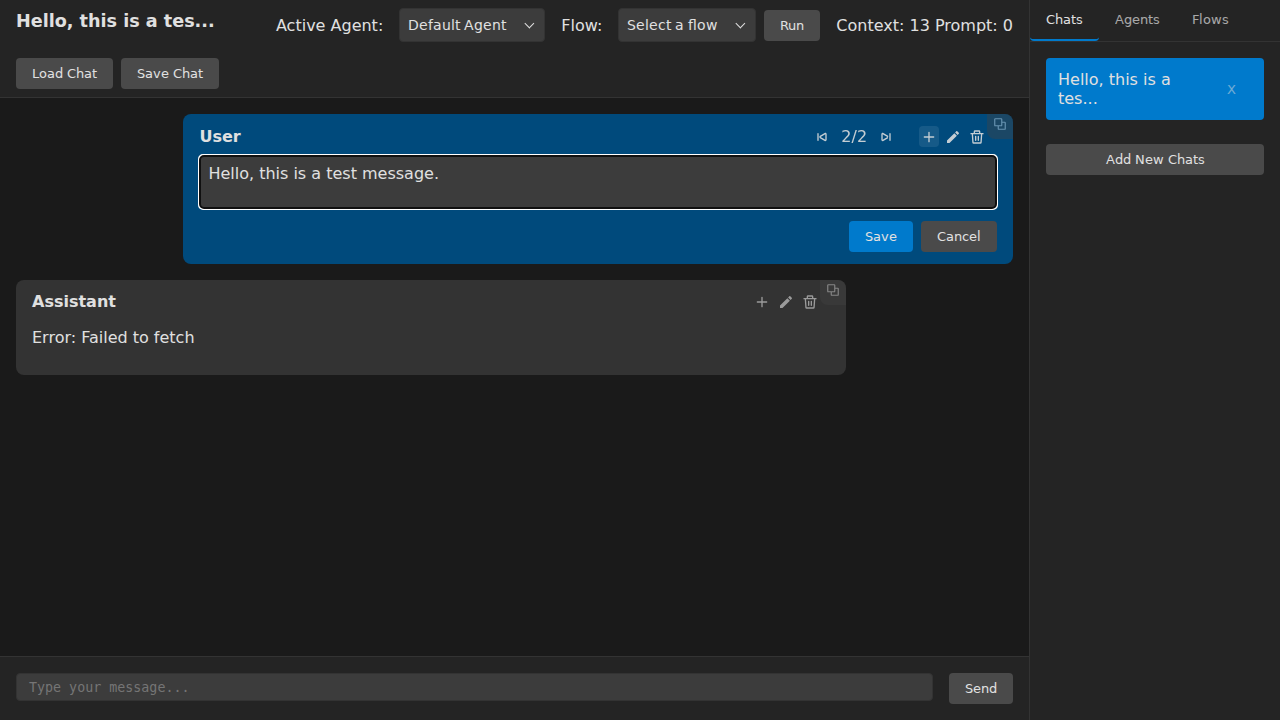 Hello, this is a tes...
Active Agent: Default Agent Flow: Select a flow Run Context: 13 Prompt: 0
Load Chat Save Chat
User 2/2
Hello, this is a test message.
Save Cancel
Assistant
Error: Failed to fetch
Type your message... Send
Chats Agents Flows
Hello, this is a
tes... X
Add New Chats